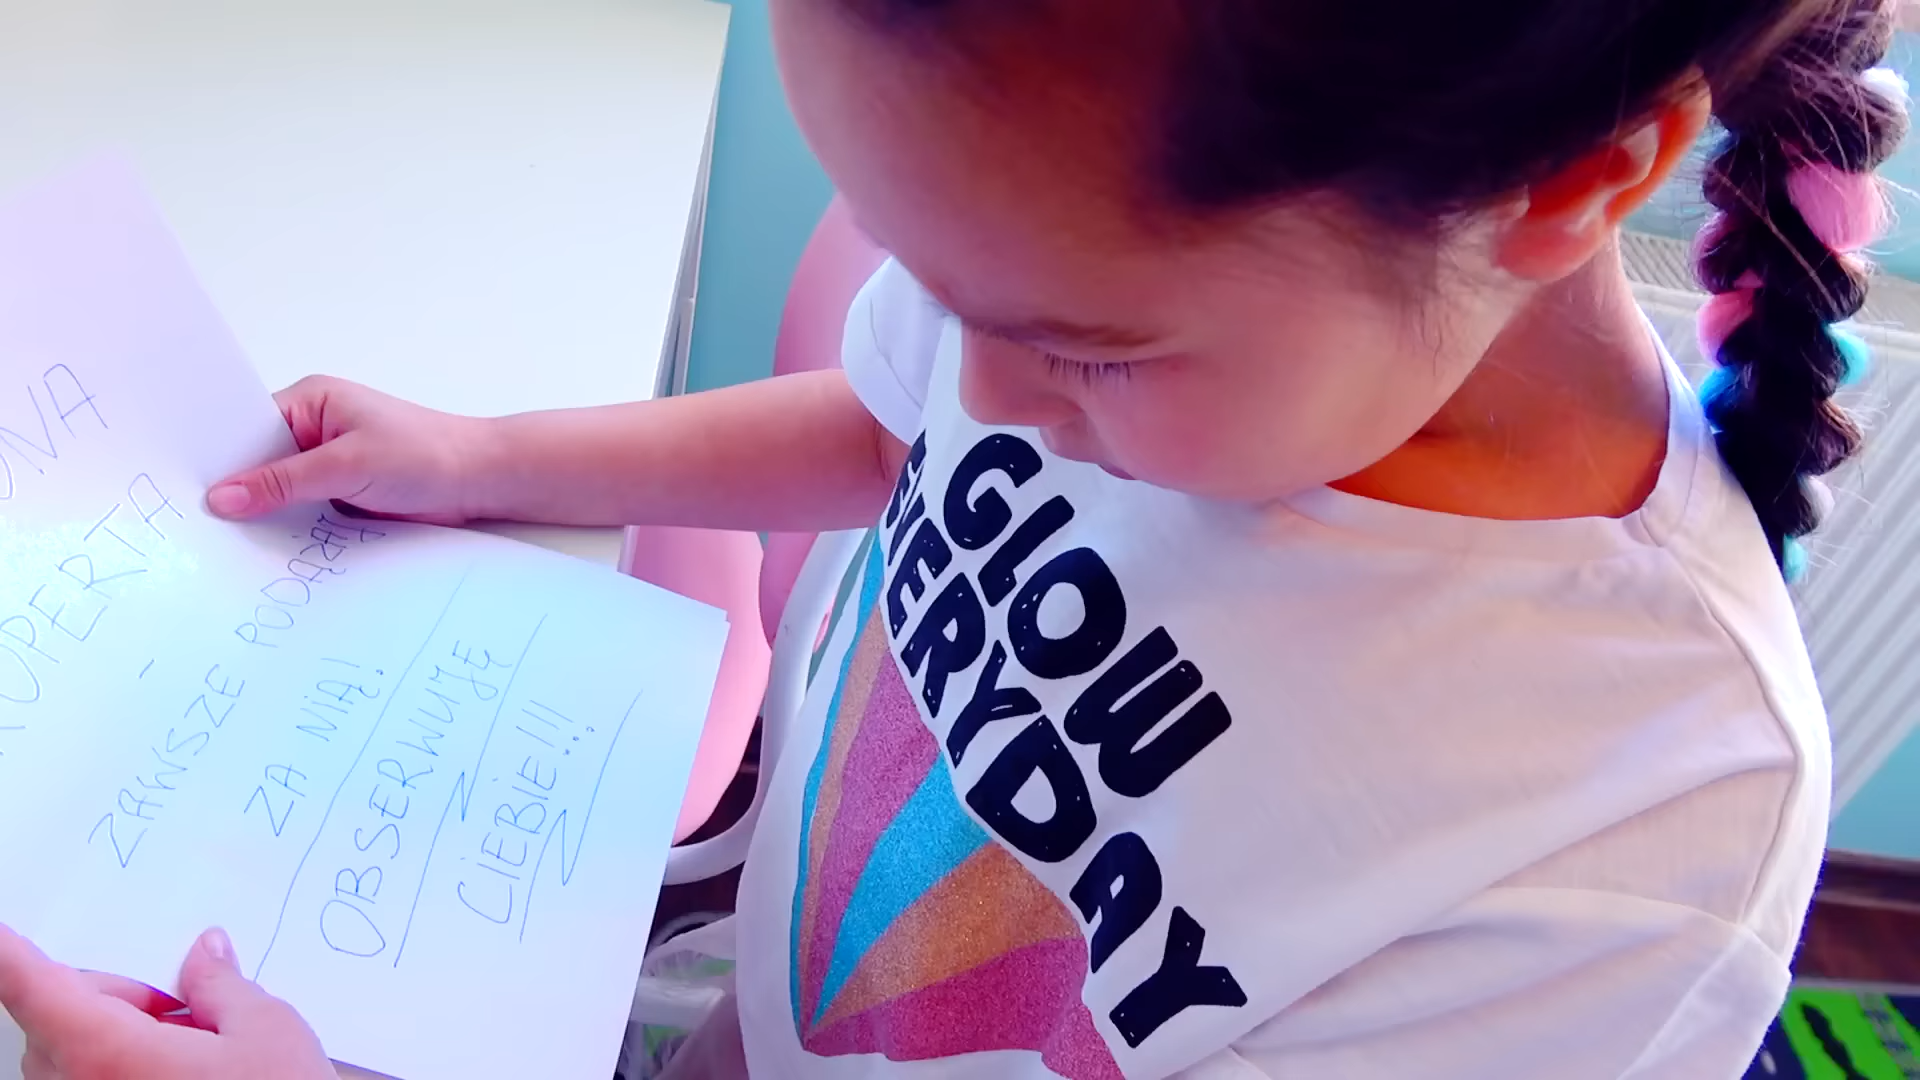 KOPERTA
-
ZAWSZE PODĄŻAJ
ZA NIĄ!
OBSERWUJĘ
CIEBIE!!!
GLOW
EVERYDAY